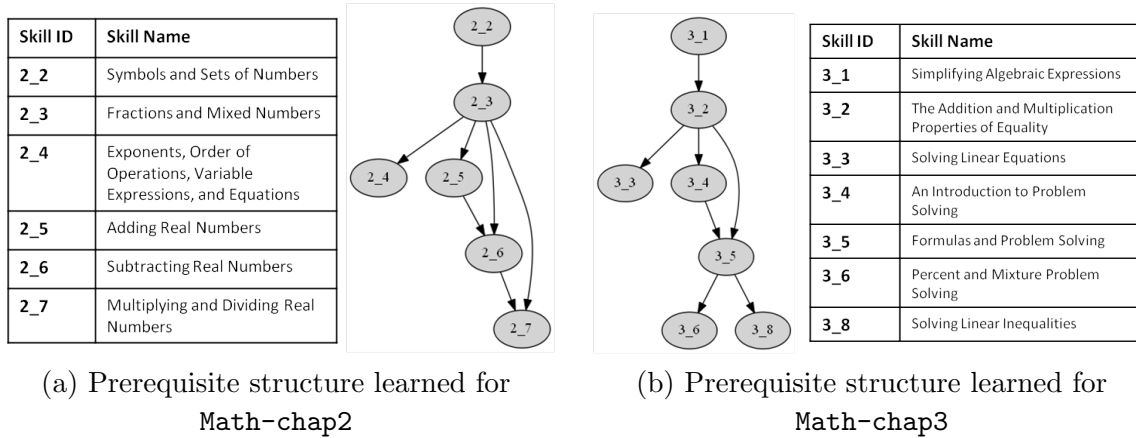 Skill ID Skill Name
2_2 Symbols and Sets of Numbers
2_3 Fractions and Mixed Numbers
2_4 Exponents, Order of
Operations, Variable
Expressions, and Equations
2_5 Adding Real Numbers
2_6 Subtracting Real Numbers
2_7 Multiplying and Dividing Real
Numbers
2_2
2_3
2_4 2_5
2_6
2_7
(a) Prerequisite structure learned for
Math-chap2
3_1
3_2
3_3 3_4
3_5
3_6 3_8
Skill ID Skill Name
3_1 Simplifying Algebraic Expressions
3_2 The Addition and Multiplication
Properties of Equality
3_3 Solving Linear Equations
3_4 An Introduction to Problem
Solving
3_5 Formulas and Problem Solving
3_6 Percent and Mixture Problem
Solving
3_8 Solving Linear Inequalities
(b) Prerequisite structure learned for
Math-chap3